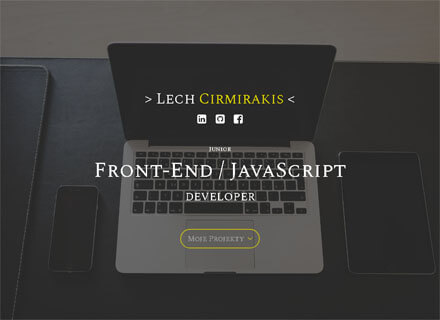 > Lech Cirmirakis <
Junior
Front-End / JavaScript
developer
Moje Projekty